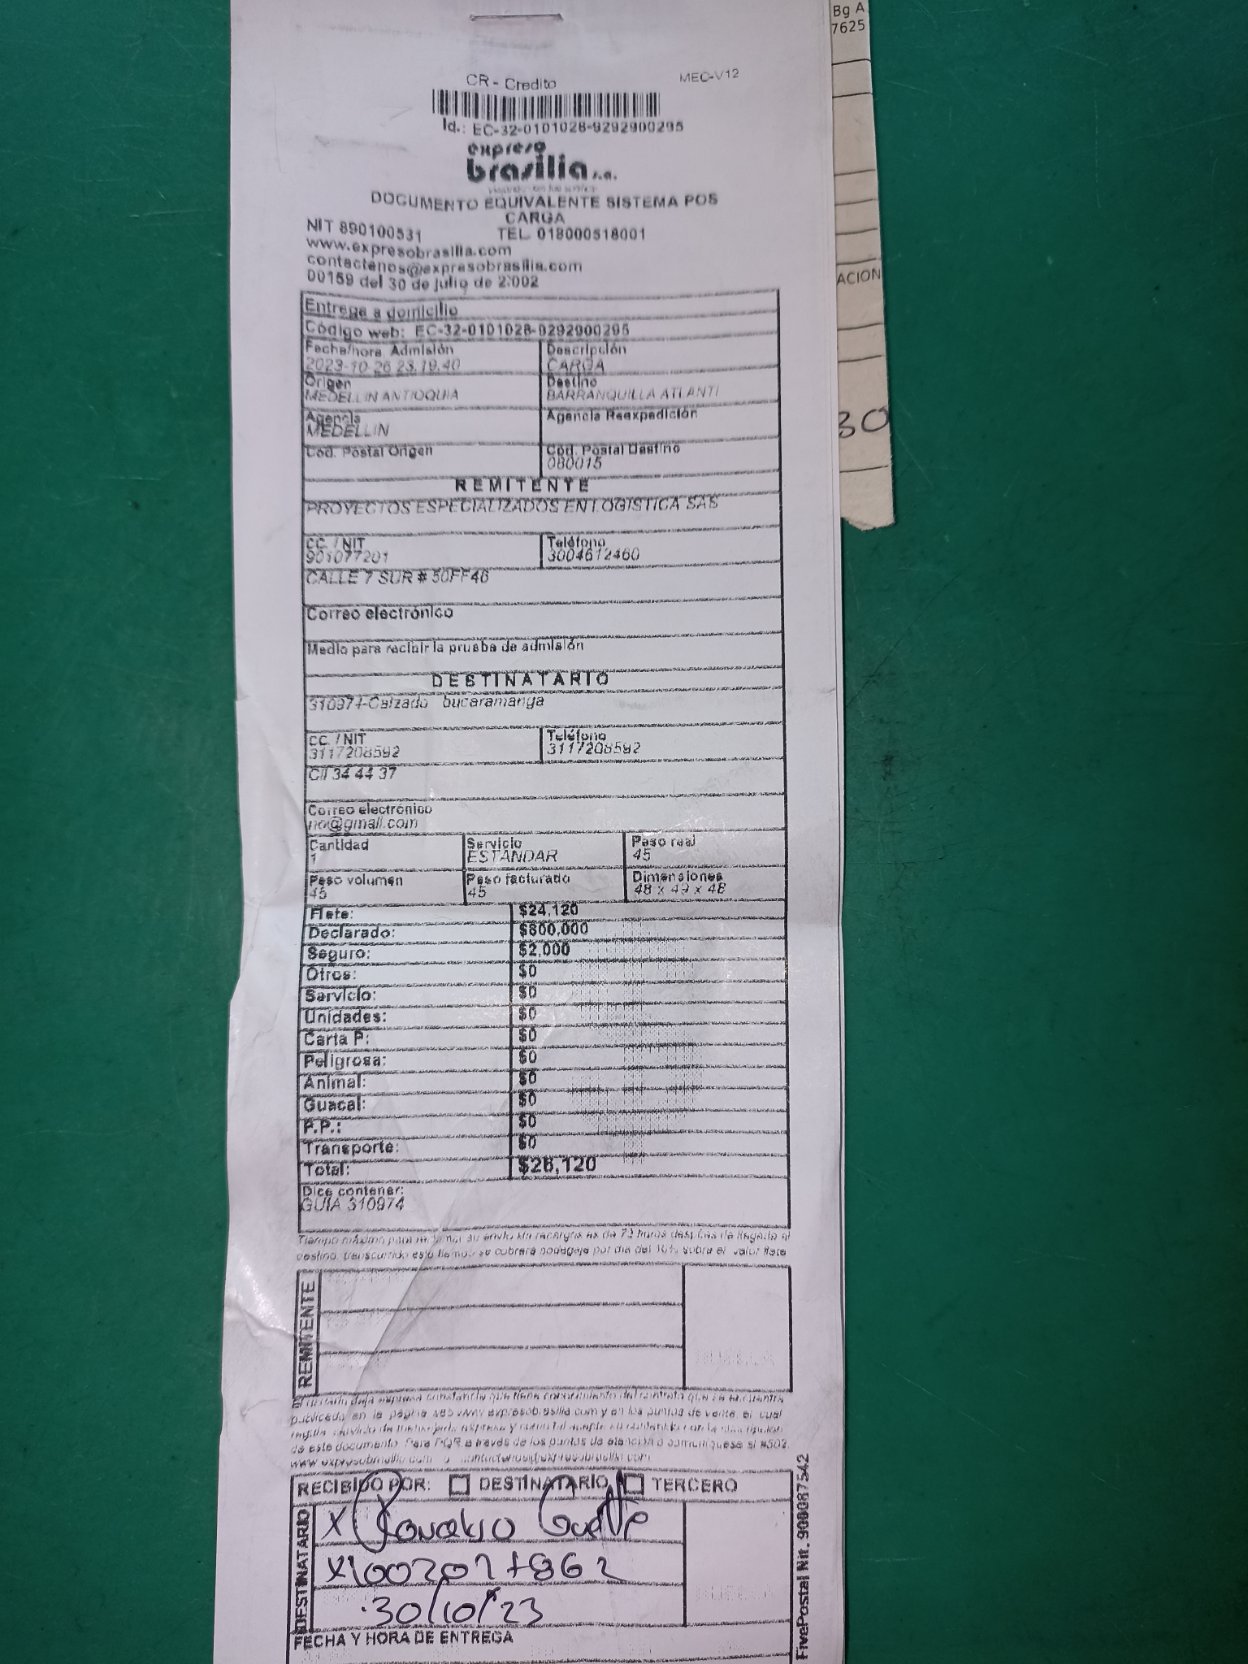 Bg A
7625
CR - Credito
MEC-V12
Id.: EC-32-0101028-9292900295
expreso
brasilia s.a.
DOCUMENTO EQUIVALENTE SISTEMA POS
CARGA
NIT 890100531 TEL. 018000518001
www.expresobrasilia.com
contactenos@expresobrasilia.com
00159 del 30 de julio de 2.002
ACION
30
Entrega a domicilio
Código web: EC-32-0101028-9292900295
Fecha/hora Admisión Descripción
2023-10-26 23.19.40 CARGA
Origen Destino
MEDELLIN ANTIOQUIA BARRANQUILLA ATLANTI
Agencia Agencia Reexpedición
MEDELLIN
Cod. Postal Origen Cod. Postal Destino
080015
REMITENTE
PROYECTOS ESPECIALIZADOS EN LOGISTICA SAS
CC. / NIT Teléfono
901077201 3004612460
CALLE 7 SUR # 50FF46
Correo electrónico
Medio para recibir la prueba de admisión
DESTINATARIO
310974-Calzado bucaramanga
CC. / NIT Teléfono
3117208592 3117208592
Cll 34 44 37
Correo electrónico
no@gmail.com
Cantidad Servicio Peso real
1 ESTANDAR 45
Peso volumen Peso facturado Dimensiones
45 45 48 x 49 x 48
Flete: $24,120
Declarado: $800,000
Seguro: $2,000
Otros: $0
Servicio: $0
Unidades: $0
Carta P: $0
Peligrosa: $0
Animal: $0
Guacal: $0
P.P.: $0
Transporte: $0
Total: $26,120
Dice contener:
GUIA 310974
REMITENTE
RECIBIDO POR: DESTINATARIO TERCERO
DESTINATARIO
X
30/10/23
FECHA Y HORA DE ENTREGA
FivePostal Nit. 900087542